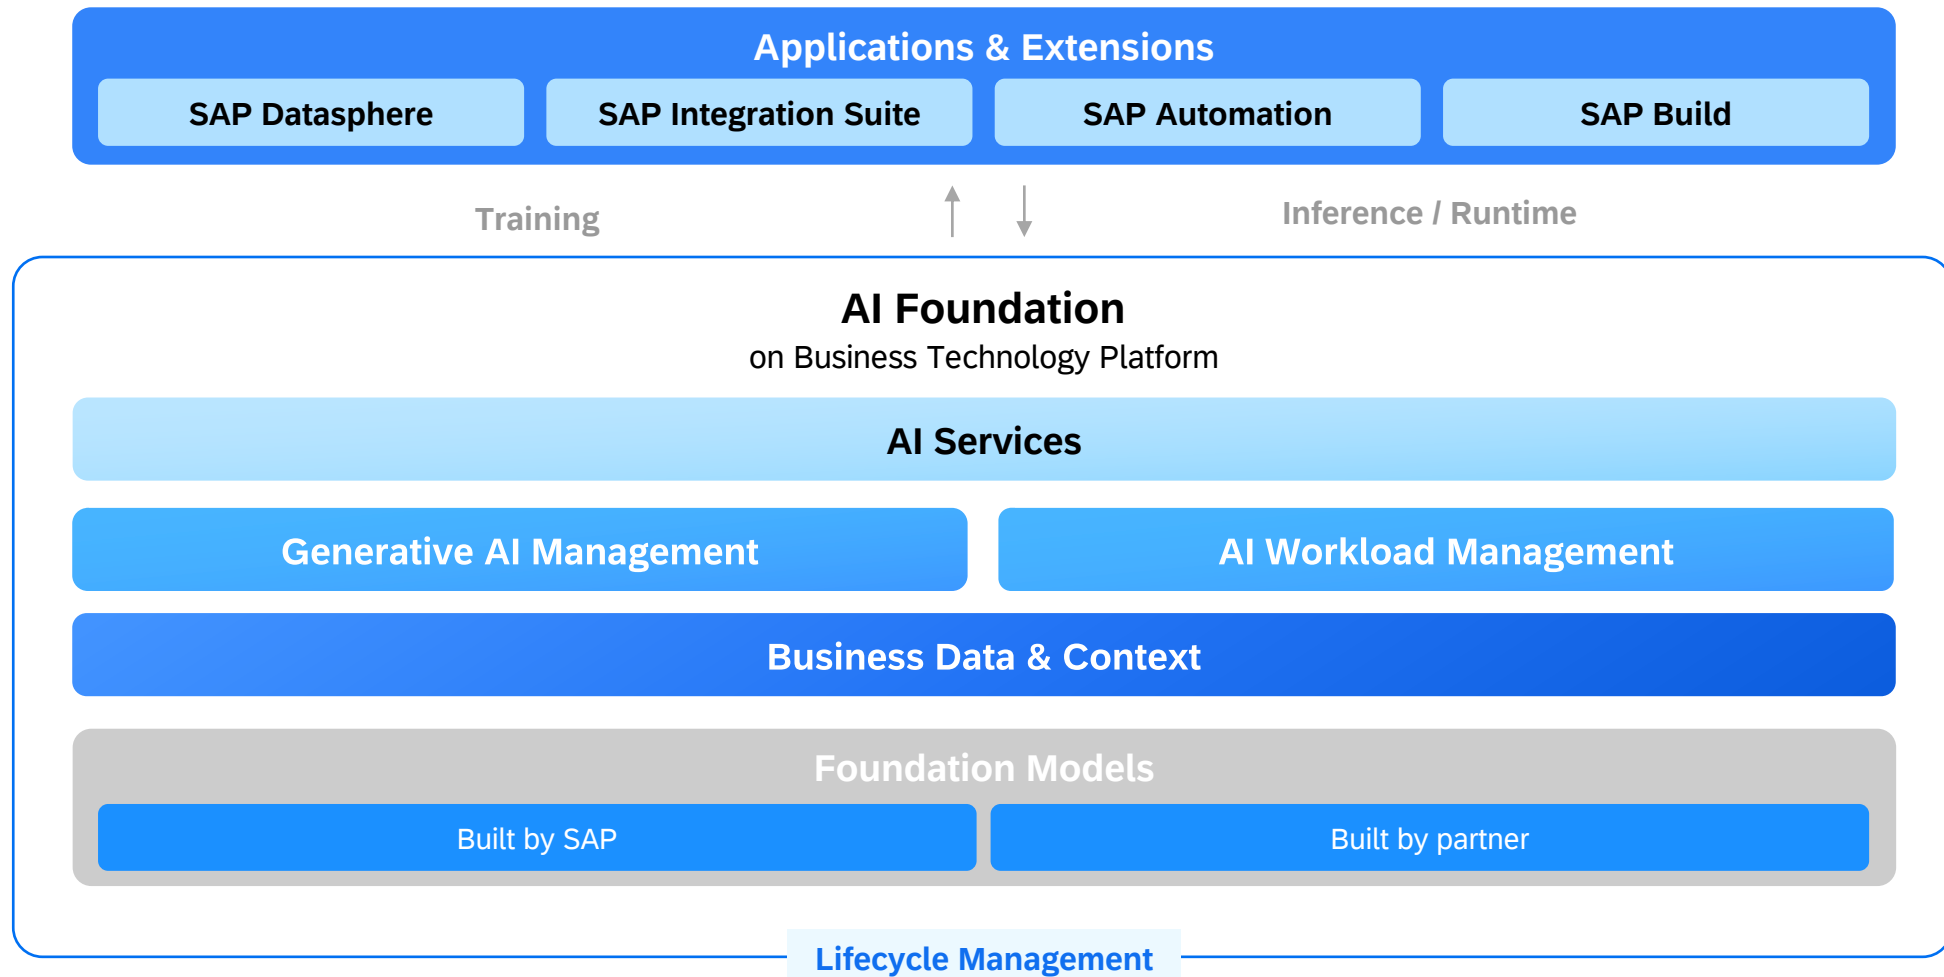 Applications & Extensions
SAP Datasphere
SAP Integration Suite
SAP Automation
SAP Build
Training
Inference / Runtime
AI Foundation
on Business Technology Platform
AI Services
Generative AI Management
AI Workload Management
Business Data & Context
Foundation Models
Built by SAP
Built by partner
Lifecycle Management